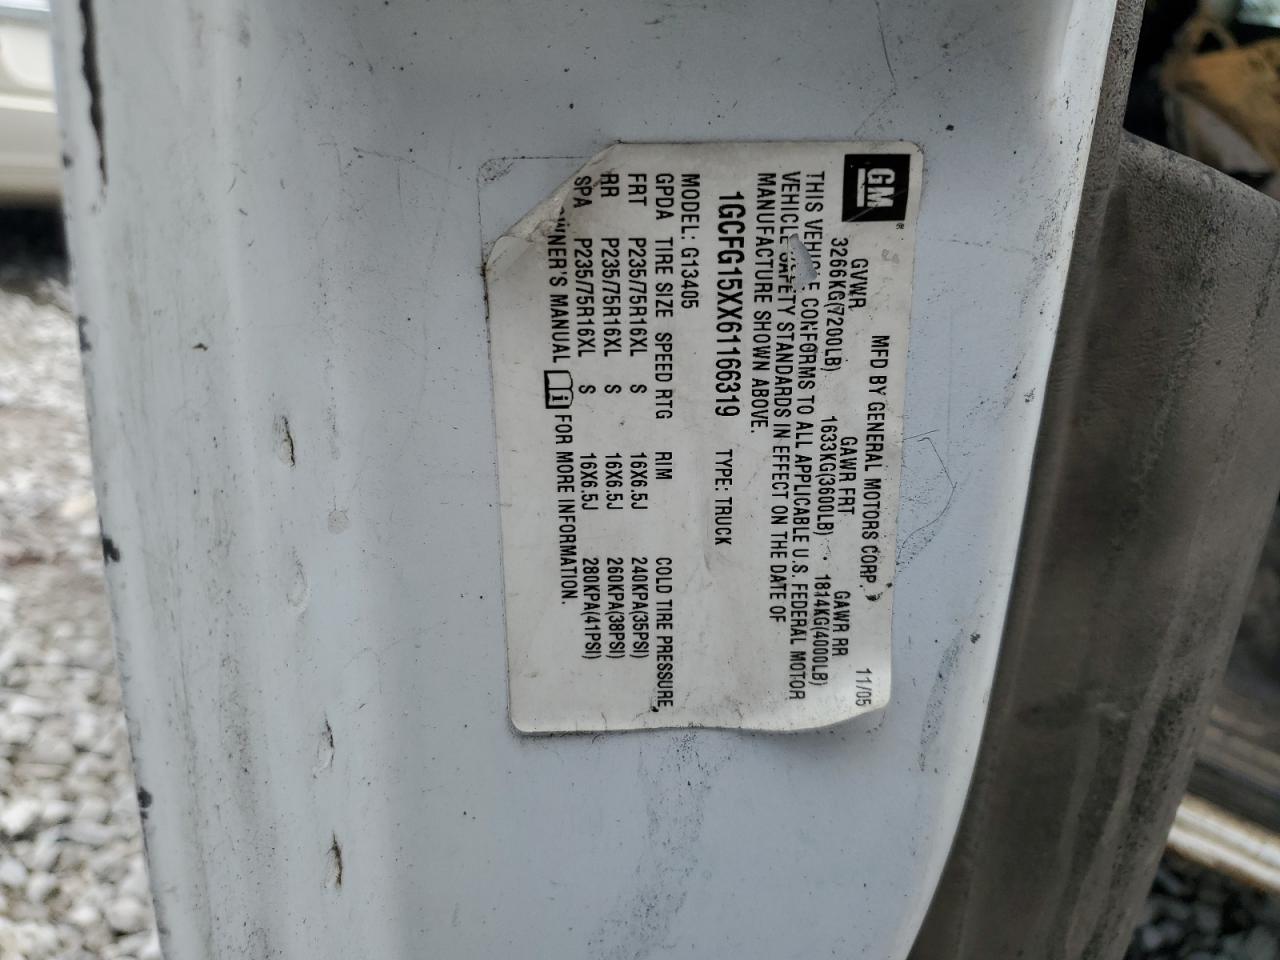 GM ®
MFD BY GENERAL MOTORS CORP. 11/05
GVWR GAWR FRT GAWR RR
3266KG(7200LB) 1633KG(3600LB) 1814KG(4000LB)
THIS VEHICLE CONFORMS TO ALL APPLICABLE U.S. FEDERAL MOTOR
VEHICLE SAFETY STANDARDS IN EFFECT ON THE DATE OF
MANUFACTURE SHOWN ABOVE.
1GCFG15XX61166319 TYPE: TRUCK
MODEL: G13405
GPDA TIRE SIZE SPEED RTG RIM COLD TIRE PRESSURE
FRT P235/75R16XL S 16X6.5J 240KPA(35PSI)
RR P235/75R16XL S 16X6.5J 260KPA(38PSI)
SPA P235/75R16XL S 16X6.5J 280KPA(41PSI)
OWNER'S MANUAL FOR MORE INFORMATION.